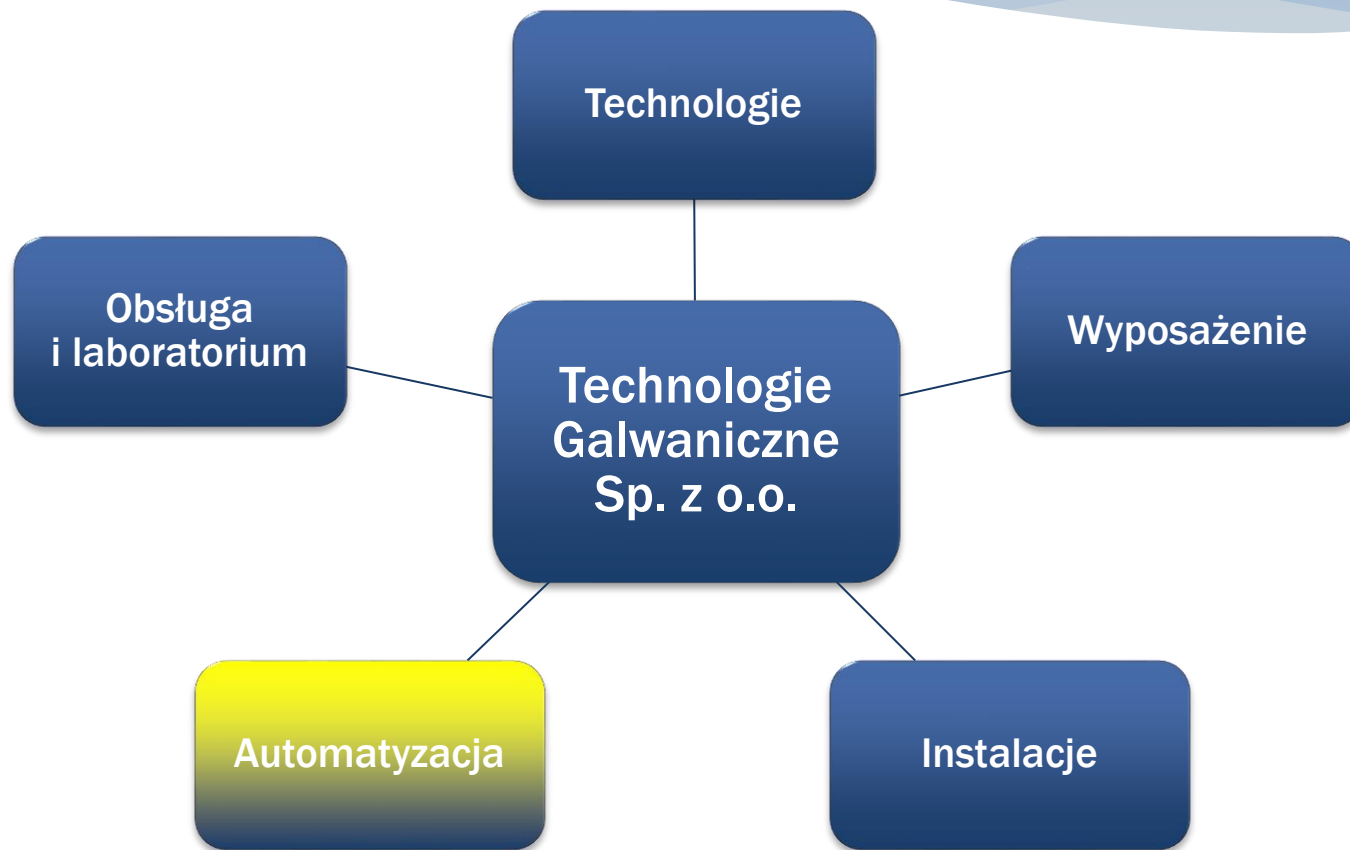 Technologie
Obsługa
i laboratorium
Wyposażenie
Technologie
Galwaniczne
Sp. z o.o.
Automatyzacja
Instalacje